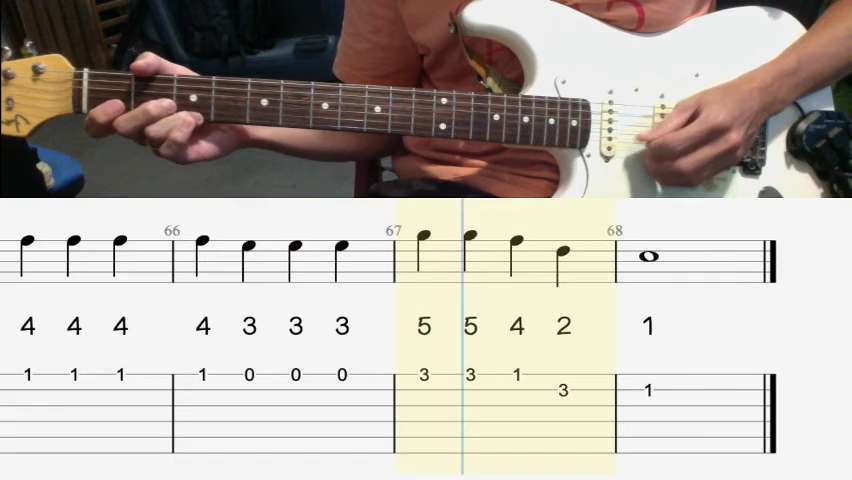 66 67 68
4 4 4 4 3 3 3 5 5 4 2 1
1 1 1 1 0 0 0 3 3 1
3 1